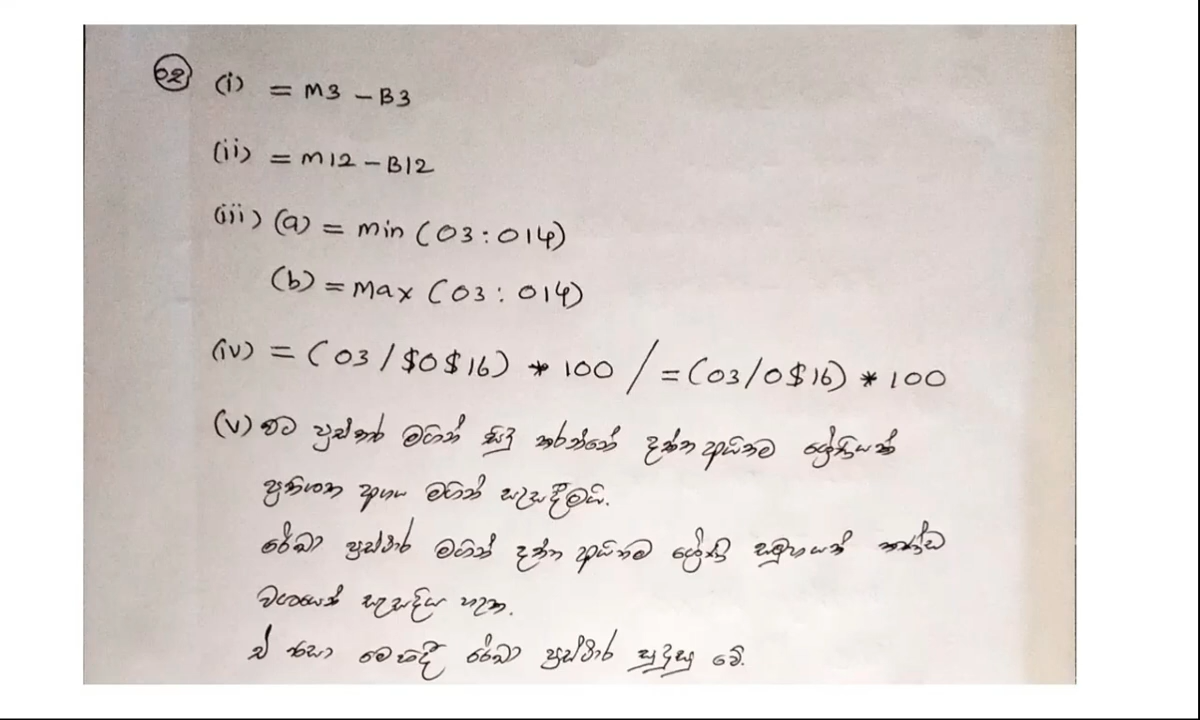 02 (i) = M3 - B3
(ii) = M12 - B12
(iii) (a) = min (O3 : O14)
(b) = max (O3 : O14)
(iv) = (O3 / $O$16) * 100 / = (O3/O$16) * 100
(v) වට ප්‍රස්තාර මගින් සිදු කරන්නේ දත්ත අයිතම ශ්‍රේණියක්
ප්‍රතිශත අගය මගින් සැසඳීමයි.
රේඛා ප්‍රස්ථාර මගින් දත්ත අයිතම ශ්‍රේණි සමුහයක් කණ්ඩ
වශයෙන් සැසඳිය හැක.
ඒ නිසා මෙහිදී රේඛා ප්‍රස්ථාර සුදුසු වේ.